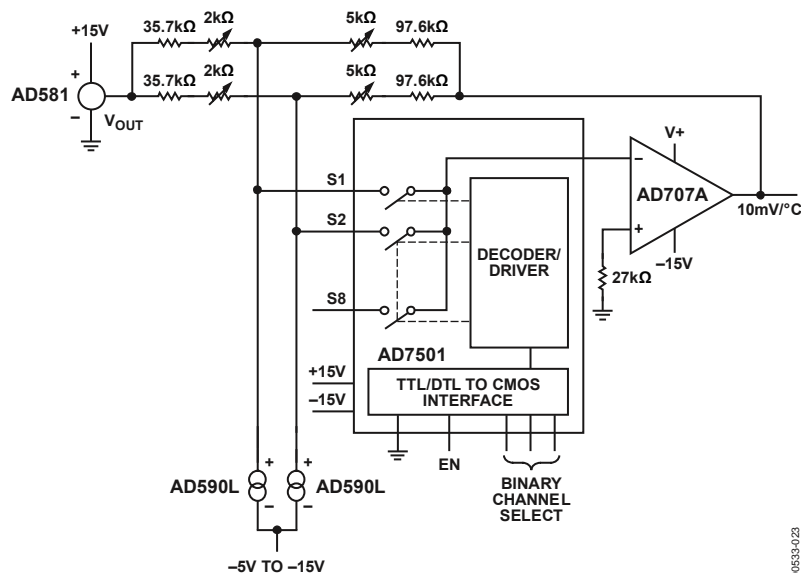 35.7kΩ
2kΩ
5kΩ
97.6kΩ
+15V
35.7kΩ
2kΩ
5kΩ
97.6kΩ
+
AD581
–
VOUT
V+
S1
–
AD707A
10mV/°C
S2
+
DECODER/
DRIVER
–15V
27kΩ
S8
AD7501
+15V
TTL/DTL TO CMOS
INTERFACE
–15V
EN
BINARY
CHANNEL
SELECT
+
+
AD590L
AD590L
–
–
–5V TO –15V
00533-023